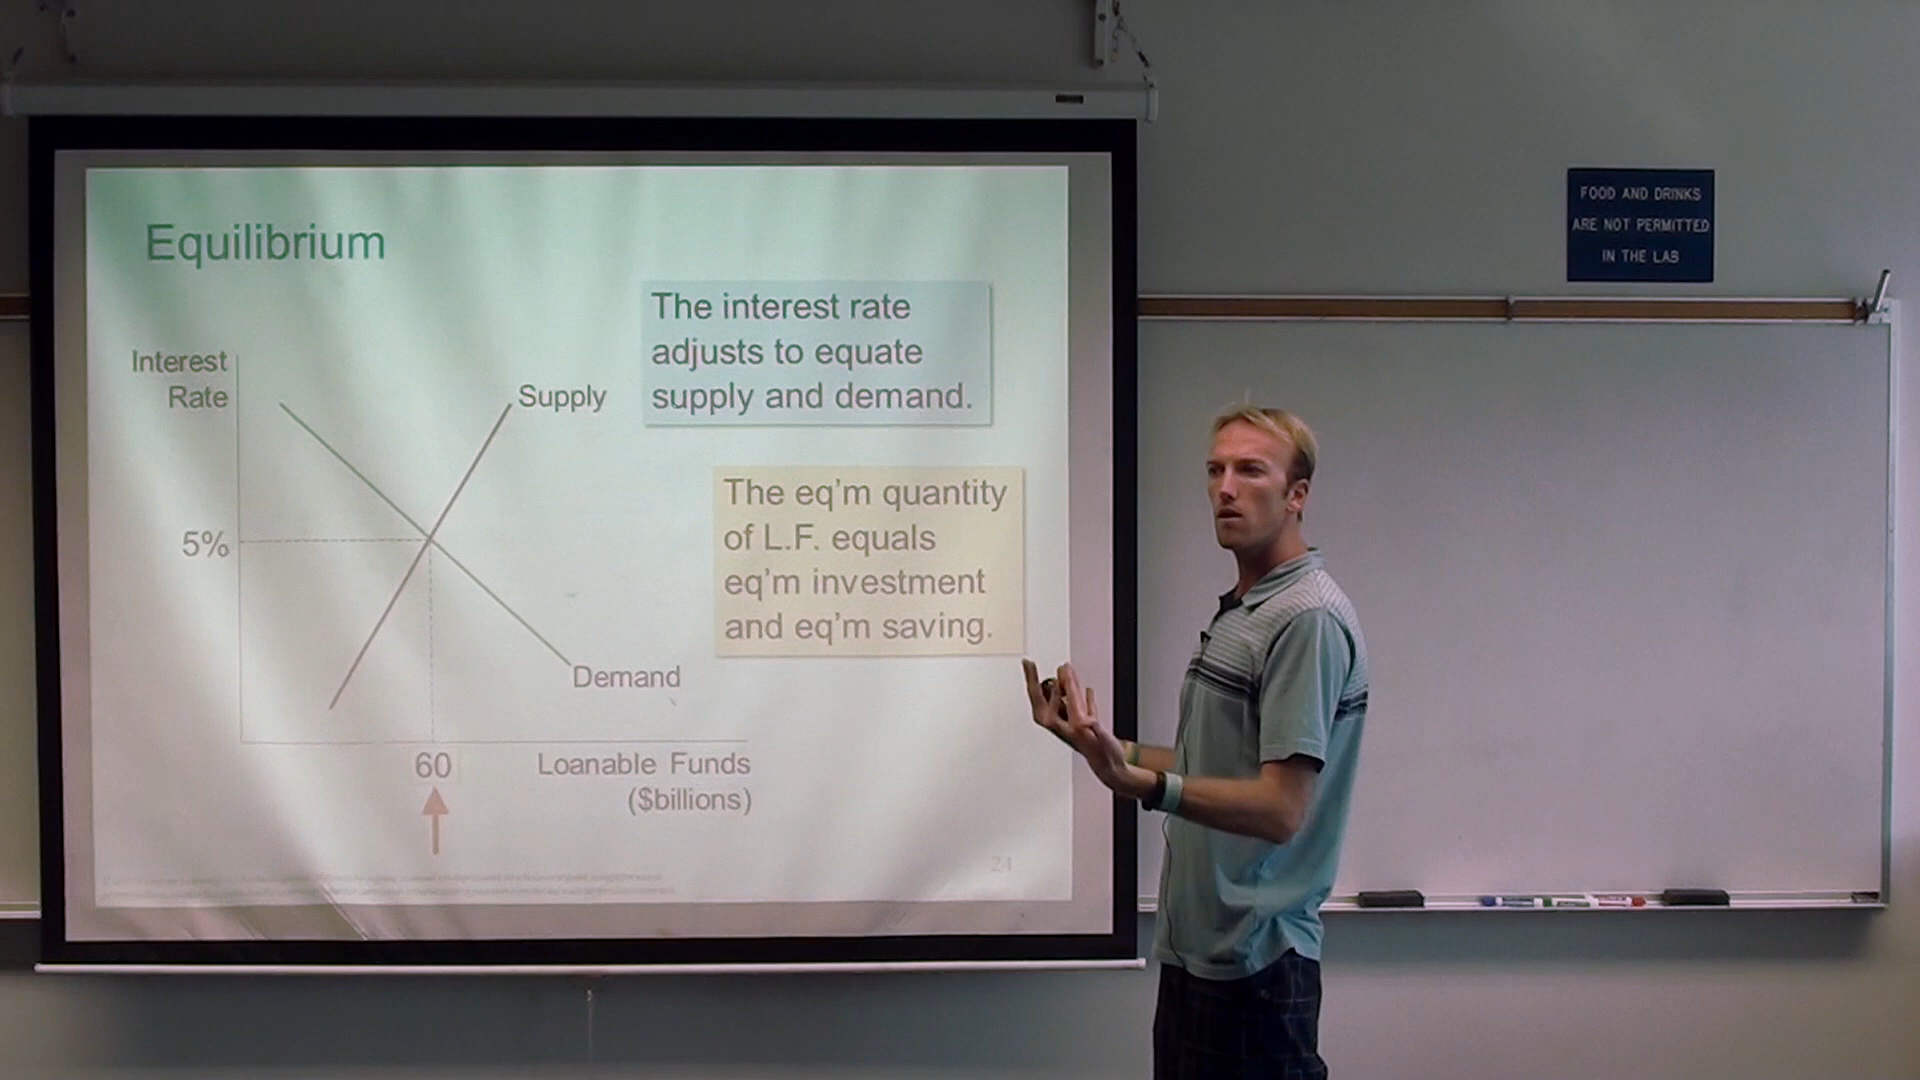 Equilibrium
The interest rate
adjusts to equate
supply and demand.
Interest
Rate
Supply
The eq'm quantity
of L.F. equals
eq'm investment
and eq'm saving.
5%
Demand
60
Loanable Funds
($billions)
24
FOOD AND DRINKS
ARE NOT PERMITTED
IN THE LAB